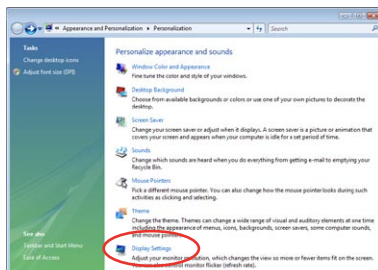 Appearance and Personalization ▸ Personalization
Search
Tasks
Change desktop icons
Adjust font size (DPI)
See also
Taskbar and Start Menu
Ease of Access
Personalize appearance and sounds
Window Color and Appearance
Fine tune the color and style of your windows.
Desktop Background
Choose from available backgrounds or colors or use one of your own pictures to decorate the
desktop.
Screen Saver
Change your screen saver or adjust when it displays. A screen saver is a picture or animation that
covers your screen and appears when your computer is idle for a set period of time.
Sounds
Change which sounds are heard when you do everything from getting e-mail to emptying your
Recycle Bin.
Mouse Pointers
Pick a different mouse pointer. You can also change how the mouse pointer looks during such
activities as clicking and selecting.
Theme
Change the theme. Themes can change a wide range of visual and auditory elements at one time
including the appearance of menus, icons, backgrounds, screen savers, some computer sounds,
and mouse pointers.
Display Settings
Adjust your monitor resolution, which changes the view so more or fewer items fit on the screen.
You can also control monitor flicker (refresh rate).